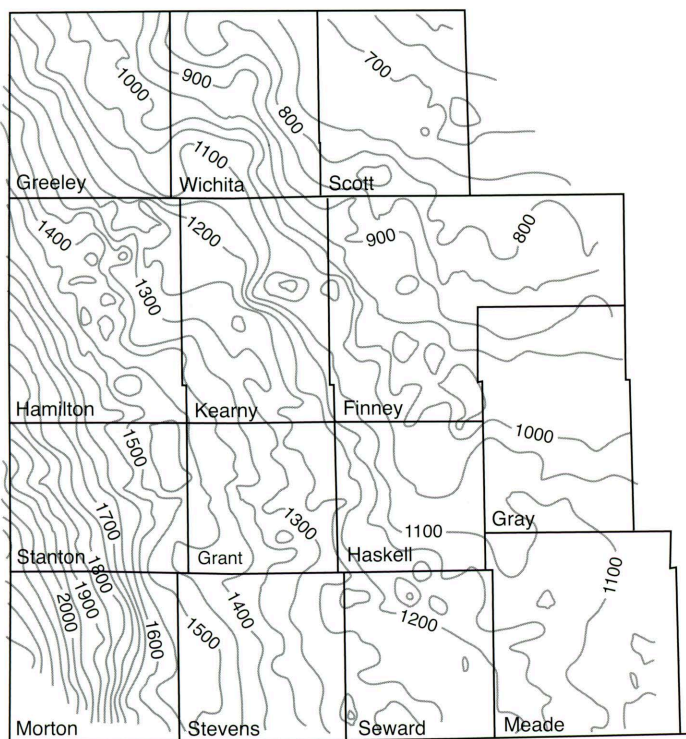 700
1000
900
800
1100
Greeley
Wichita
Scott
1400
1200
900
800
1300
Hamilton
Kearny
Finney
1500
1000
1700
1300
Gray
1100
Stanton
Grant
Haskell
1800
1900
2000
1600
1500
1400
1200
1100
Morton
Stevens
Seward
Meade